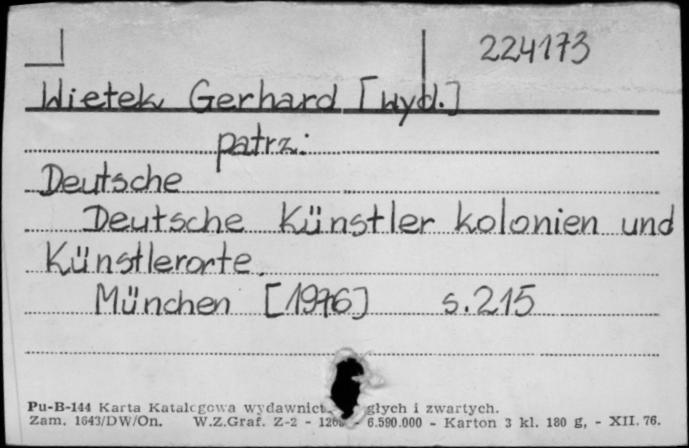 224173
Wietek Gerhard [Wyd.]
patrz:
Deutsche
Deutsche Künstler kolonien und
Künstlerorte.
München [1976] s.215
Pu-B-144 Karta Katalogowa wydawnict głych i zwartych.
Zam. 1643/DW/On. W.Z.Graf. Z-2 - - 6.590.000 - Karton 3 kl. 180 g, - XII. 76.